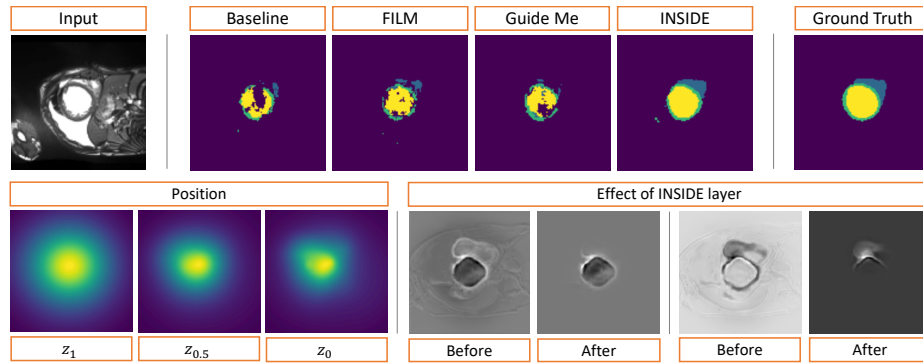 Input
Baseline
FILM
Guide Me
INSIDE
Ground Truth
Position
Effect of INSIDE layer
z₁
z₀.₅
z₀
Before
After
Before
After